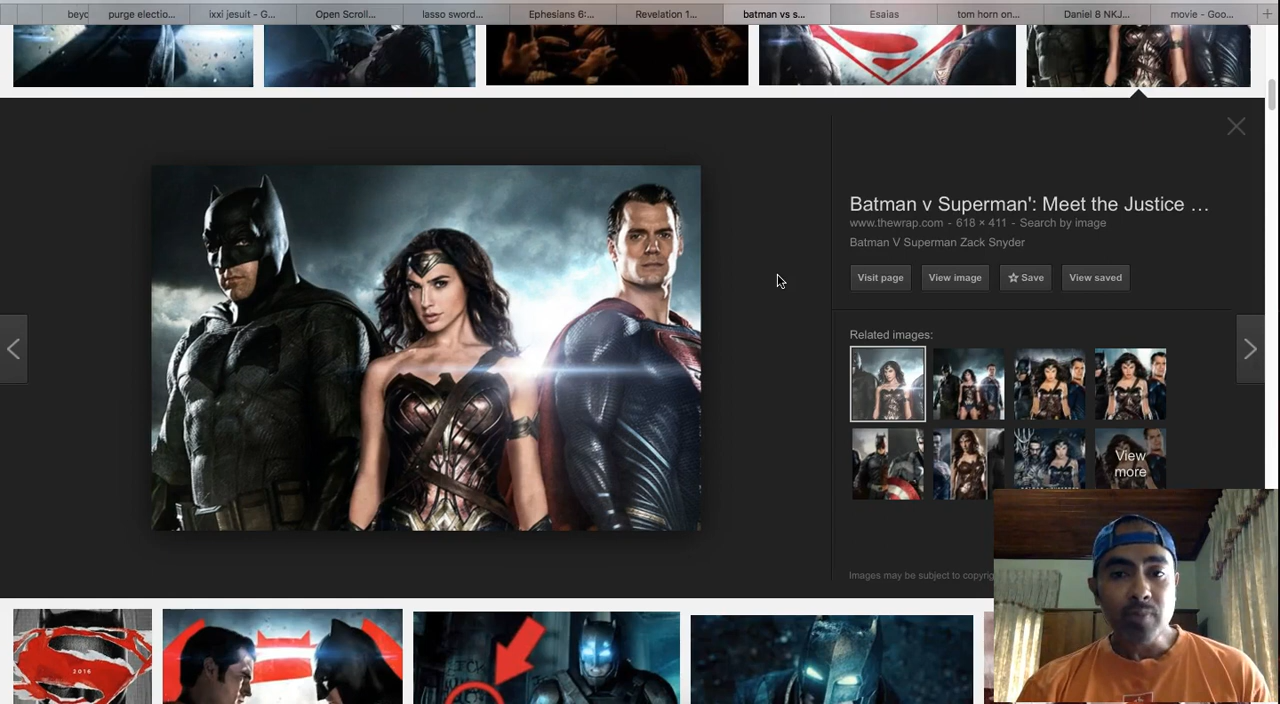 beyc
purge electio...
ixxi jesuit - G...
Open Scroll...
lasso sword...
Ephesians 6:...
Revelation 1...
batman vs s...
Esaias
tom horn on...
Daniel 8 NKJ...
movie - Goo...
Batman v Superman': Meet the Justice ...
www.thewrap.com - 618 × 411 - Search by image
Batman V Superman Zack Snyder
Visit page
View image
Save
View saved
Related images:
View
more
Images may be subject to copyrig
2016